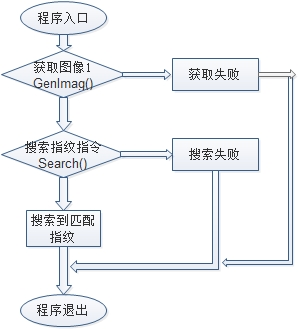 程序入口
获取图像1
GenImag()
获取失败
搜索指纹指令
Search()
搜索失败
搜索到匹配
指纹
程序退出